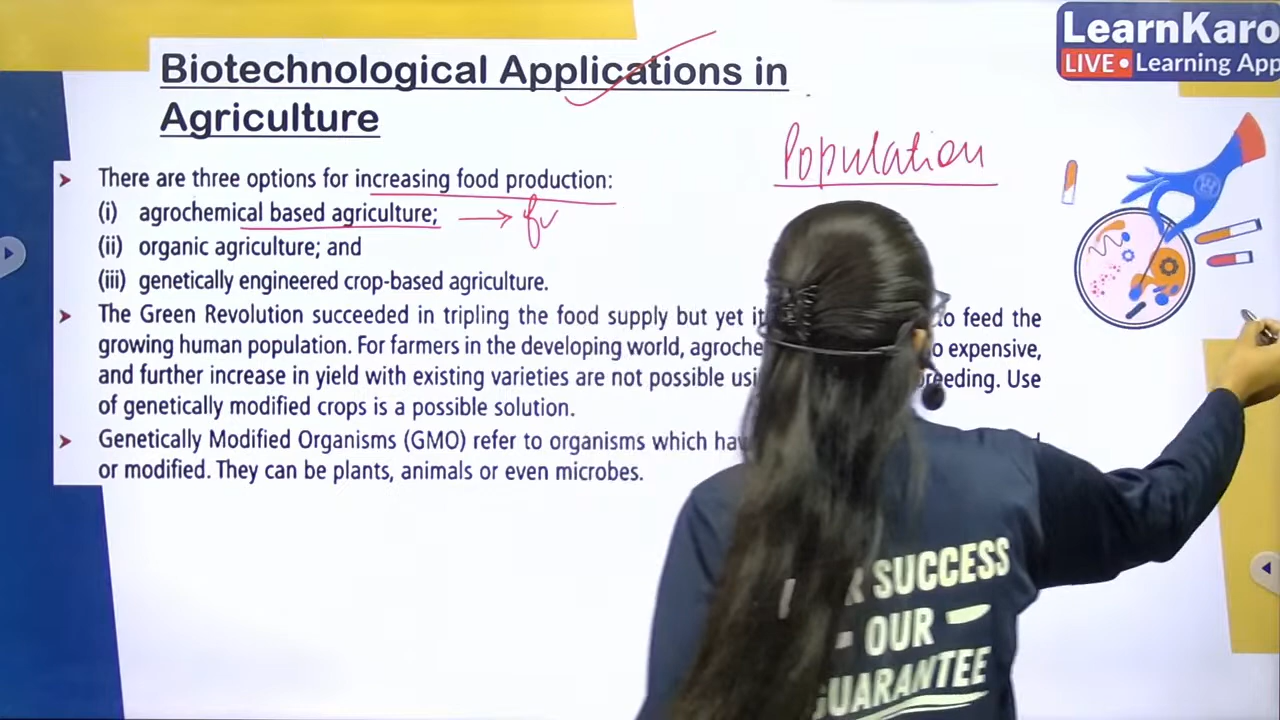 LearnKaro
LIVE • Learning App
Biotechnological Applications in
Agriculture
Population
➤ There are three options for increasing food production:
(i) agrochemical based agriculture; → fu
(ii) organic agriculture; and
(iii) genetically engineered crop-based agriculture.
➤ The Green Revolution succeeded in tripling the food supply but yet it to feed the
growing human population. For farmers in the developing world, agroche expensive,
and further increase in yield with existing varieties are not possible usi breeding. Use
of genetically modified crops is a possible solution.
➤ Genetically Modified Organisms (GMO) refer to organisms which hav
or modified. They can be plants, animals or even microbes.
SUCCESS
- OUR -
GUARANTEE